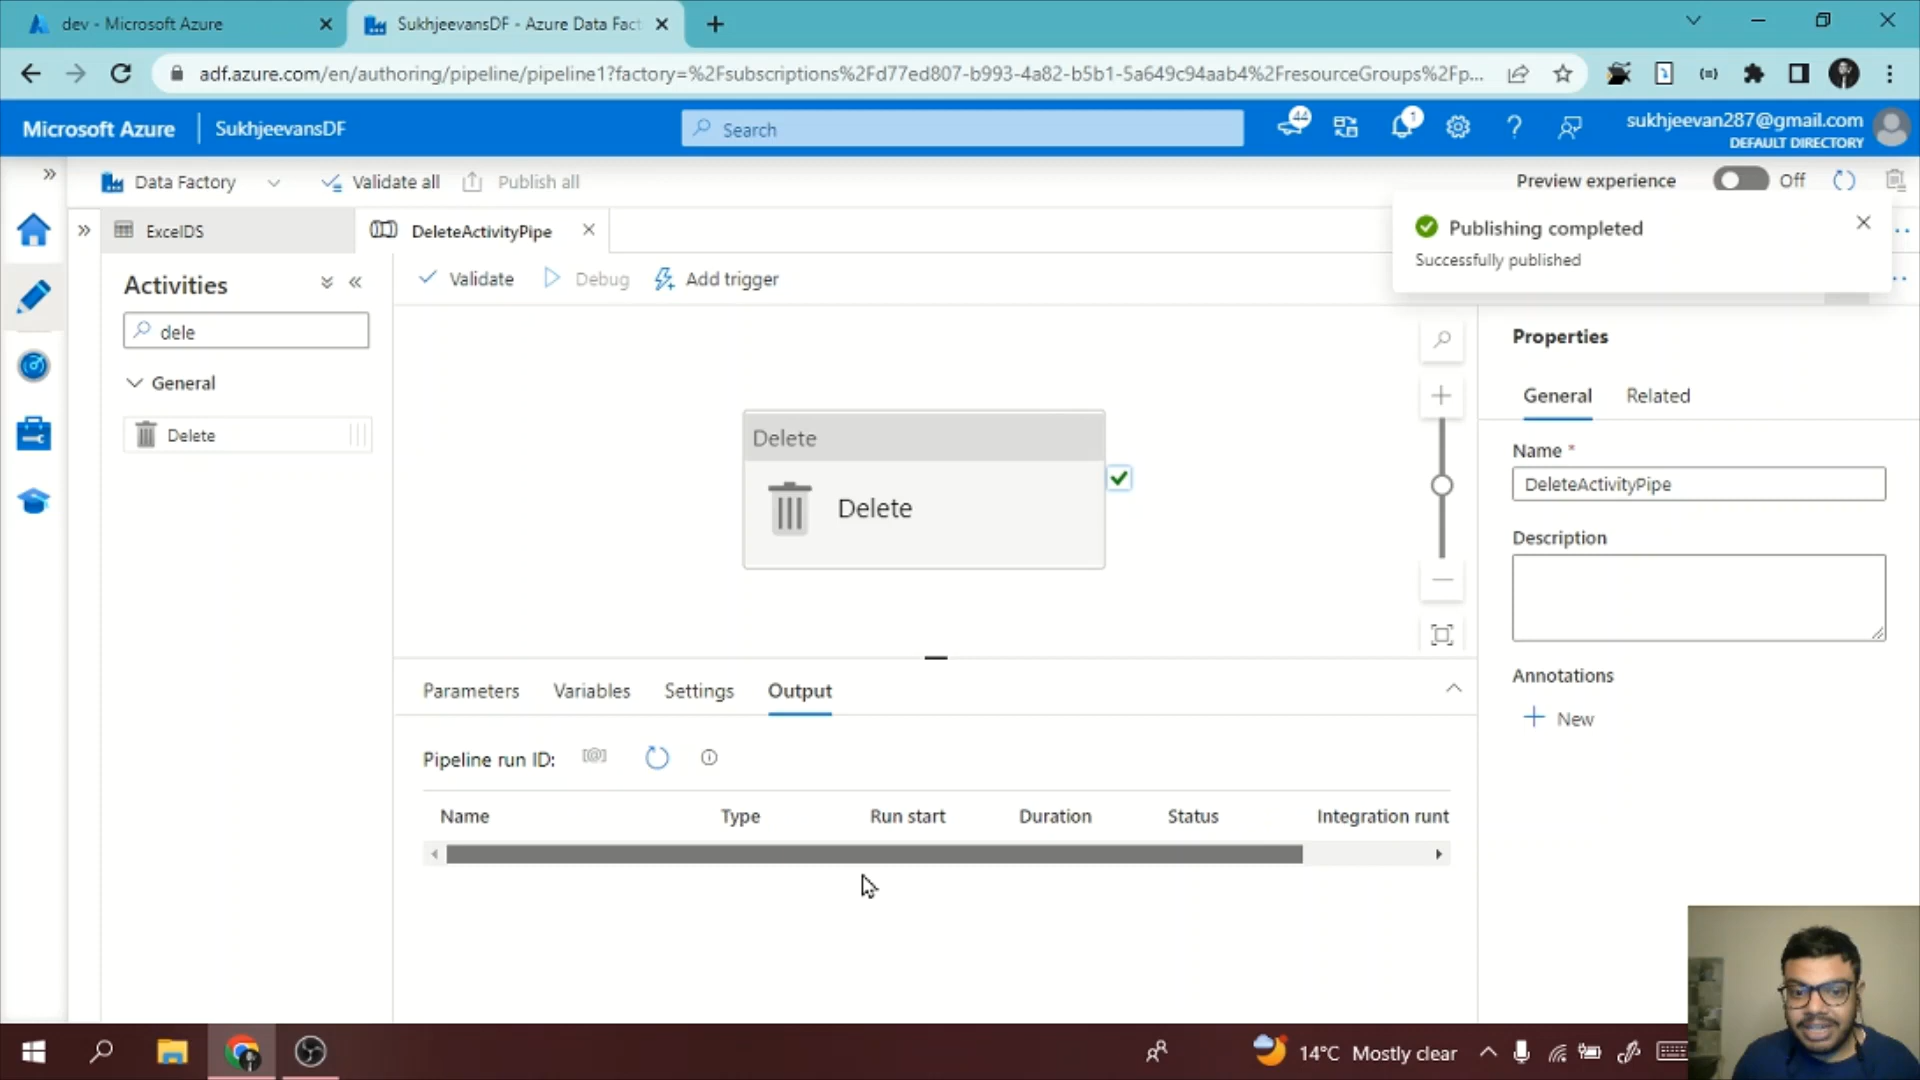 dev - Microsoft Azure
SukhjeevansDF - Azure Data Fact
adf.azure.com/en/authoring/pipeline/pipeline1?factory=%2Fsubscriptions%2Fd77ed807-b993-4a82-b5b1-5a649c94aab4%2FresourceGroups%2Fp...
Microsoft Azure
SukhjeevansDF
Search
44
1
sukhjeevan287@gmail.com
DEFAULT DIRECTORY
Data Factory
Validate all
Publish all
Preview experience
Off
Publishing completed
Successfully published
ExcelDS
DeleteActivityPipe
Activities
dele
General
Delete
Validate
Debug
Add trigger
Delete
Delete
Properties
General
Related
Name *
DeleteActivityPipe
Description
Annotations
New
Parameters
Variables
Settings
Output
Pipeline run ID:
Name
Type
Run start
Duration
Status
Integration runt
14°C Mostly clear